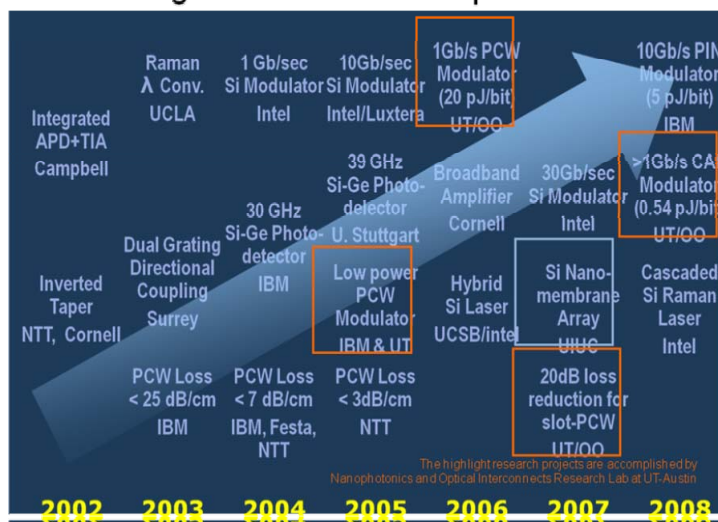 Raman
λ Conv.
UCLA
1 Gb/sec
Si Modulator
Intel
10Gb/sec
Si Modulator
Intel/Luxtera
1Gb/s PCW
Modulator
(20 pJ/bit)
UT/OO
10Gb/s PIN
Modulator
(5 pJ/bit)
IBM
Integrated
APD+TIA
Campbell
39 GHz
Si-Ge Photo-
detector
U. Stuttgart
Broadband
Amplifier
Cornell
30Gb/sec
Si Modulator
Intel
>1Gb/s
Modulator
(0.54 pJ/bit)
UT/OO
30 GHz
Si-Ge Photo-
detector
IBM
Dual Grating
Directional
Coupling
Surrey
Inverted
Taper
NTT, Cornell
Low power
PCW
Modulator
IBM & UT
Hybrid
Si Laser
UCSB/intel
Si Nano-
membrane
Array
UIUC
Cascaded
Si Raman
Laser
Intel
PCW Loss
< 25 dB/cm
IBM
PCW Loss
< 7 dB/cm
IBM, Festa,
NTT
PCW Loss
< 3dB/cm
NTT
20dB loss
reduction for
slot-PCW
UT/OO
The highlight research projects are accomplished by
Nanophotonics and Optical Interconnects Research Lab at UT-Austin
2002 2003 2004 2005 2006 2007 2008